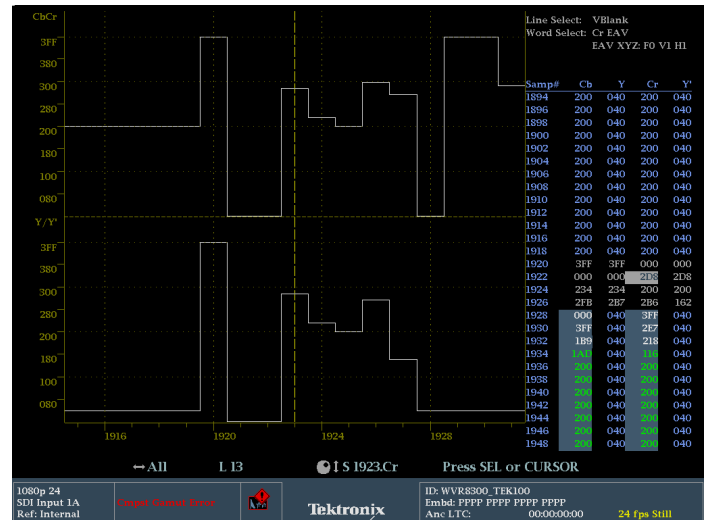 CbCr
3FF
380
300
280
200
180
100
080
Y/Y'
3FF
380
300
280
200
180
100
080
1916 1920 1924 1928
Line Select: VBlank
Word Select: Cr EAV
EAV XYZ: F0 V1 H1
Samp# Cb Y Cr Y'
1894 200 040 200 040
1896 200 040 200 040
1898 200 040 200 040
1900 200 040 200 040
1902 200 040 200 040
1904 200 040 200 040
1906 200 040 200 040
1908 200 040 200 040
1910 200 040 200 040
1912 200 040 200 040
1914 200 040 200 040
1916 200 040 200 040
1918 200 040 200 040
1920 3FF 3FF 000 000
1922 000 000 2D8 2D8
1924 234 234 200 200
1926 2FB 2B7 2B6 162
1928 000 040 3FF 040
1930 3FF 040 2E7 040
1932 1B9 040 218 040
1934 1AD 040 116 040
1936 200 040 200 040
1938 200 040 200 040
1940 200 040 200 040
1942 200 040 200 040
1944 200 040 200 040
1946 200 040 200 040
1948 200 040 200 040
↔All L 13 S 1923.Cr Press SEL or CURSOR
1080p 24
SDI Input 1A
Ref: Internal
Tektronix
ID: WVR8300_TEK100
Embd: PPPP PPPP PPPP PPPP
Anc LTC: 00:00:00:00 24 fps Still